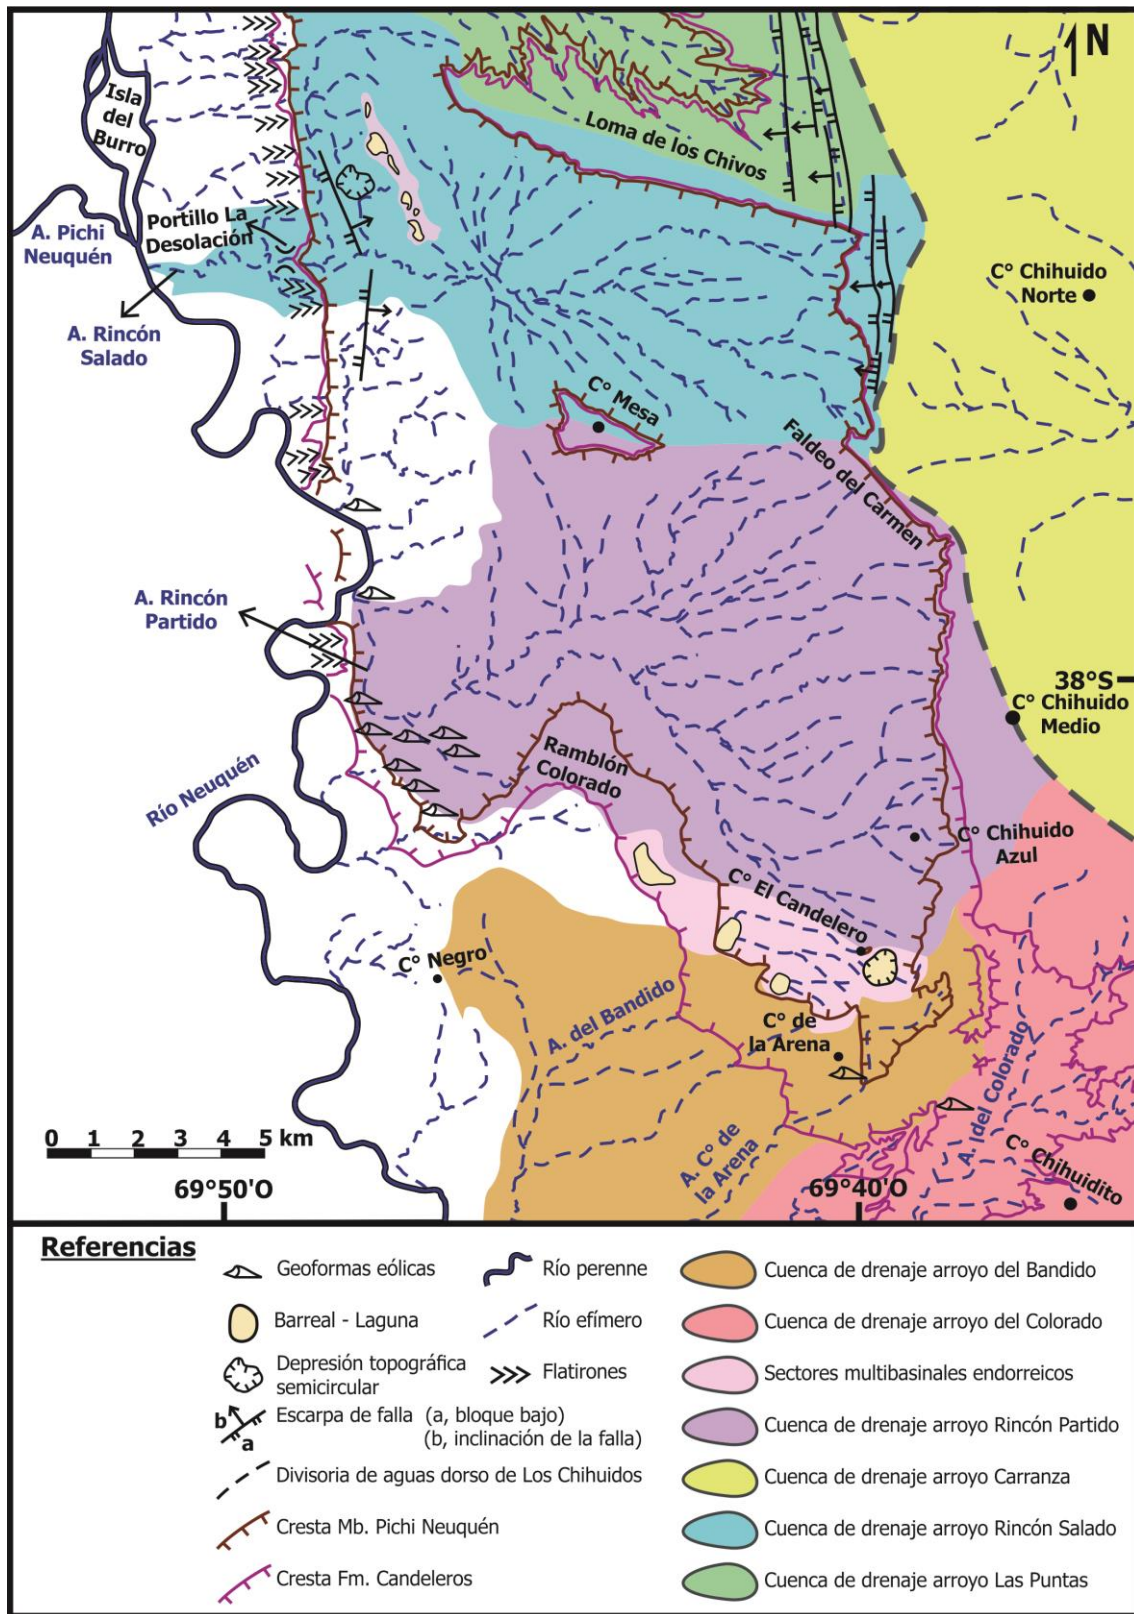 N
Isla
del
Burro
Loma de los Chivos
A. Pichi
Neuquén
Portillo La
Desolación
C° Chihuido
Norte
A. Rincón
Salado
C° Mesa
Faldeo del Carmen
A. Rincón
Partido
38°S
C° Chihuido
Medio
Ramblón
Colorado
Río Neuquén
C° Chihuido
Azul
C° El Candelero
C° Negro
A. del Bandido
C° de
la Arena
A. ldel Colorado
A. C° de
la Arena
C° Chihuidito
0 1 2 3 4 5 km
69°50'O
69°40'O
Referencias
Geoformas eólicas
Río perenne
Cuenca de drenaje arroyo del Bandido
Barreal - Laguna
Río efímero
Cuenca de drenaje arroyo del Colorado
Depresión topográfica
semicircular
Flatirones
Sectores multibasinales endorreicos
b
a
Escarpa de falla (a, bloque bajo)
(b, inclinación de la falla)
Cuenca de drenaje arroyo Rincón Partido
Divisoria de aguas dorso de Los Chihuidos
Cuenca de drenaje arroyo Carranza
Cresta Mb. Pichi Neuquén
Cuenca de drenaje arroyo Rincón Salado
Cresta Fm. Candeleros
Cuenca de drenaje arroyo Las Puntas